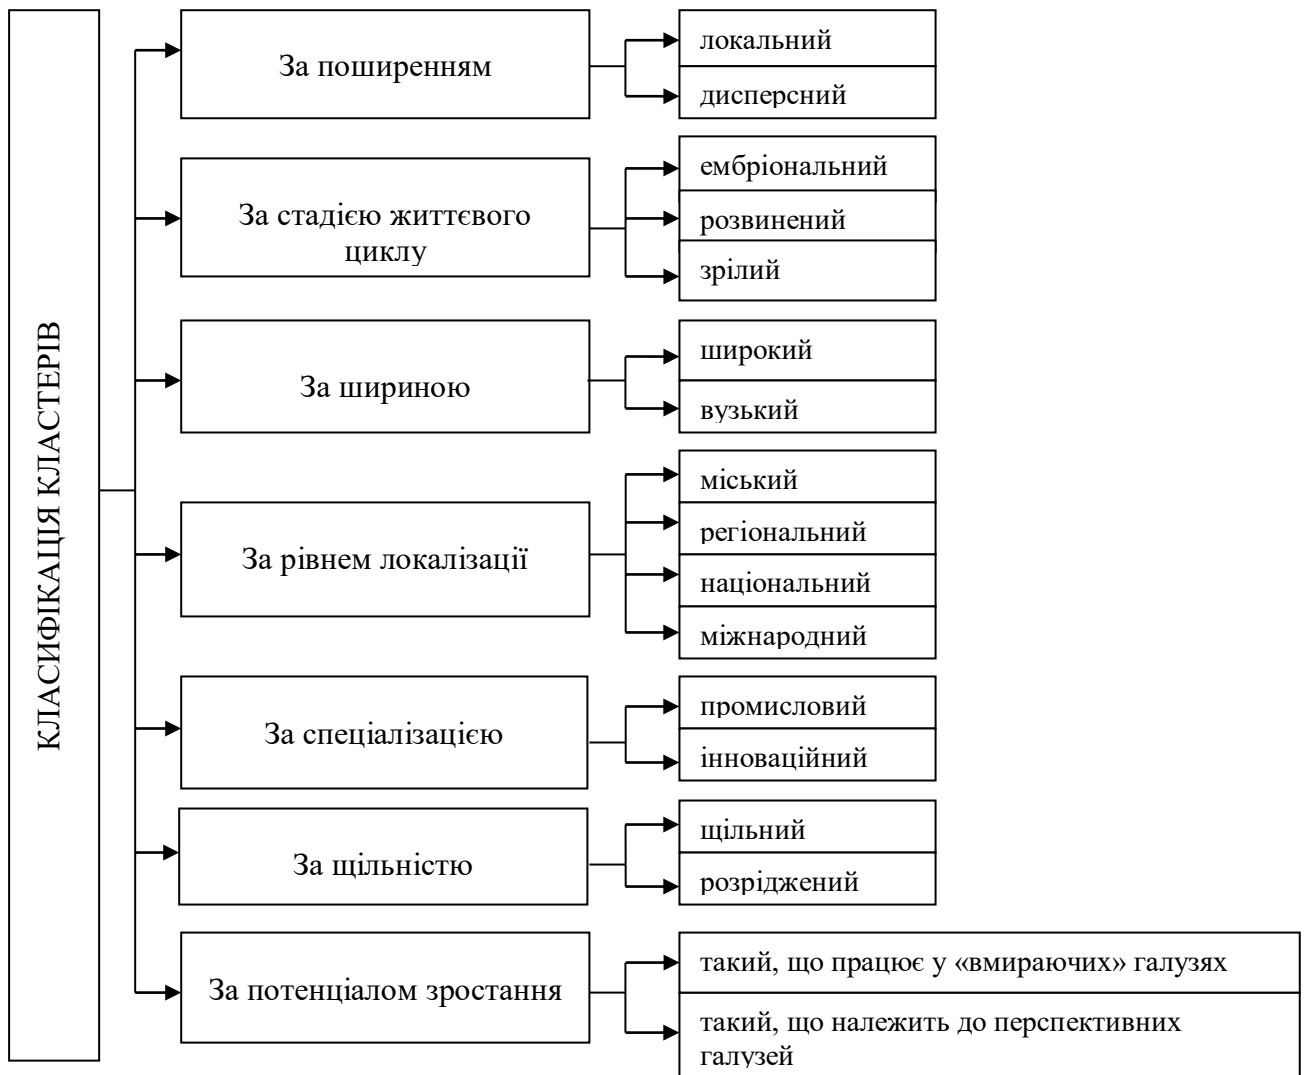 КЛАСИФІКАЦІЯ КЛАСТЕРІВ
За поширенням
локальний
дисперсний
За стадією життєвого
циклу
ембріональний
розвинений
зрілий
За шириною
широкий
вузький
За рівнем локалізації
міський
регіональний
національний
міжнародний
За спеціалізацією
промисловий
інноваційний
За щільністю
щільний
розріджений
За потенціалом зростання
такий, що працює у «вмираючих» галузях
такий, що належить до перспективних
галузей